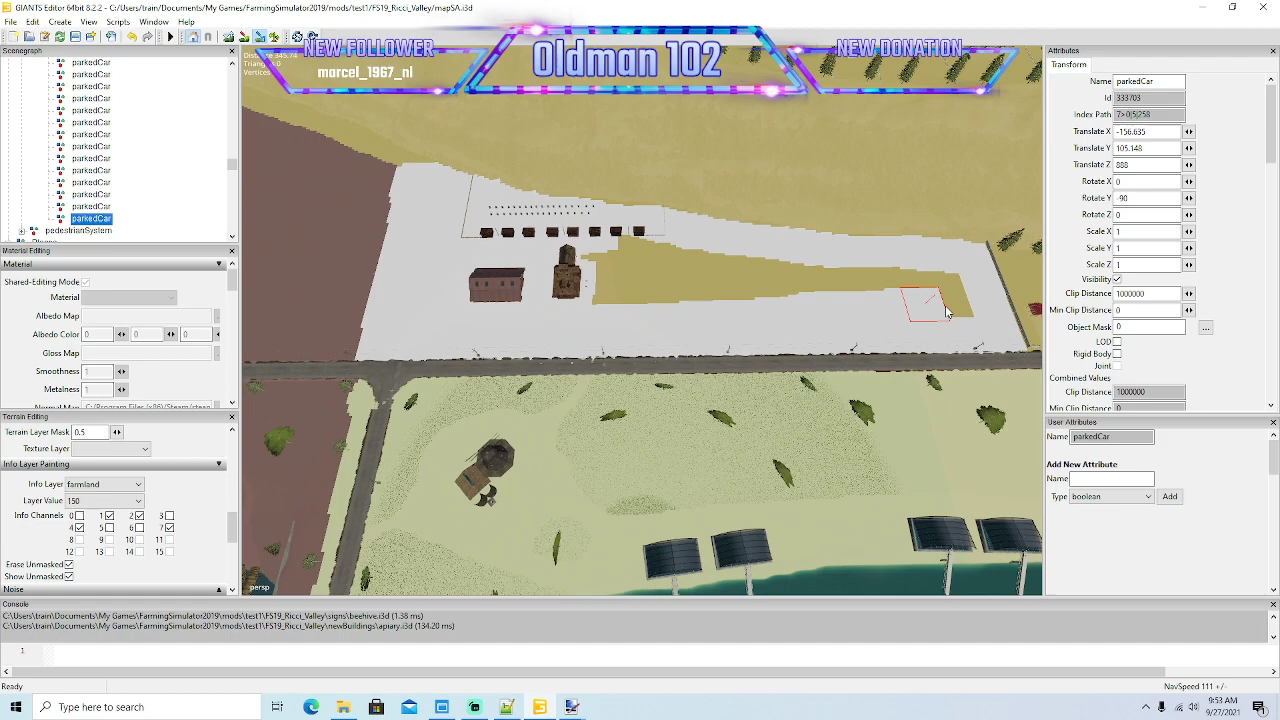 GIANTS Editor 64bit 8.2.2 - C:/Users/train/Documents/My Games/FarmingSimulator2019/mods/test1/FS19_Ricci_Valley/mapSA.i3d
File
Scripts
Window
Help
NEW FOLLOWER
marcel_1967_nl
Oldman 102
NEW DONATION
parkedCar
parkedCar
parkedCar
parkedCar
parkedCar
parkedCar
parkedCar
parkedCar
parkedCar
parkedCar
parkedCar
parkedCar
parkedCar
parkedCar
pedestrianSystem
Material Editing
Material
Shared-Editing Mode
Material
Albedo Map
Albedo Color 0 0 0
Gloss Map
Smoothness 1
Metalness 1
Terrain Editing
Terrain Layer Mask 0.5
Texture Layer
Info Layer Painting
Info Layer farmland
Layer Value 150
Info Channels 0 1 2 3
4 5 6 7
8 9 10 11
12 13 14 15
Erase Unmasked
Show Unmasked
Noise
persp
Attributes
Transform
Name parkedCar
Id 333703
Index Path 7>0|5|258
Translate X -156.635
Translate Y 105.148
Translate Z 888
Rotate X 0
Rotate Y -90
Rotate Z 0
Scale X 1
Scale Y 1
Scale Z 1
Visibility
Clip Distance 1000000
Min Clip Distance 0
Object Mask 0 ...
LOD
Rigid Body
Joint
Combined Values
Clip Distance 1000000
Min Clip Distance 0
User Attributes
Name parkedCar
Add New Attribute
Name
Type boolean Add
Console
C:\Users\train\Documents\My Games\FarmingSimulator2019\mods\test1\FS19_Ricci_Valley\signs\beehive.i3d (1.38 ms)
C:\Users\train\Documents\My Games\FarmingSimulator2019\mods\test1\FS19_Ricci_Valley\newBuildings\apiary.i3d (134.20 ms)
1
Ready
NavSpeed 111 +/-
Type here to search
9:53 AM
9/27/2021